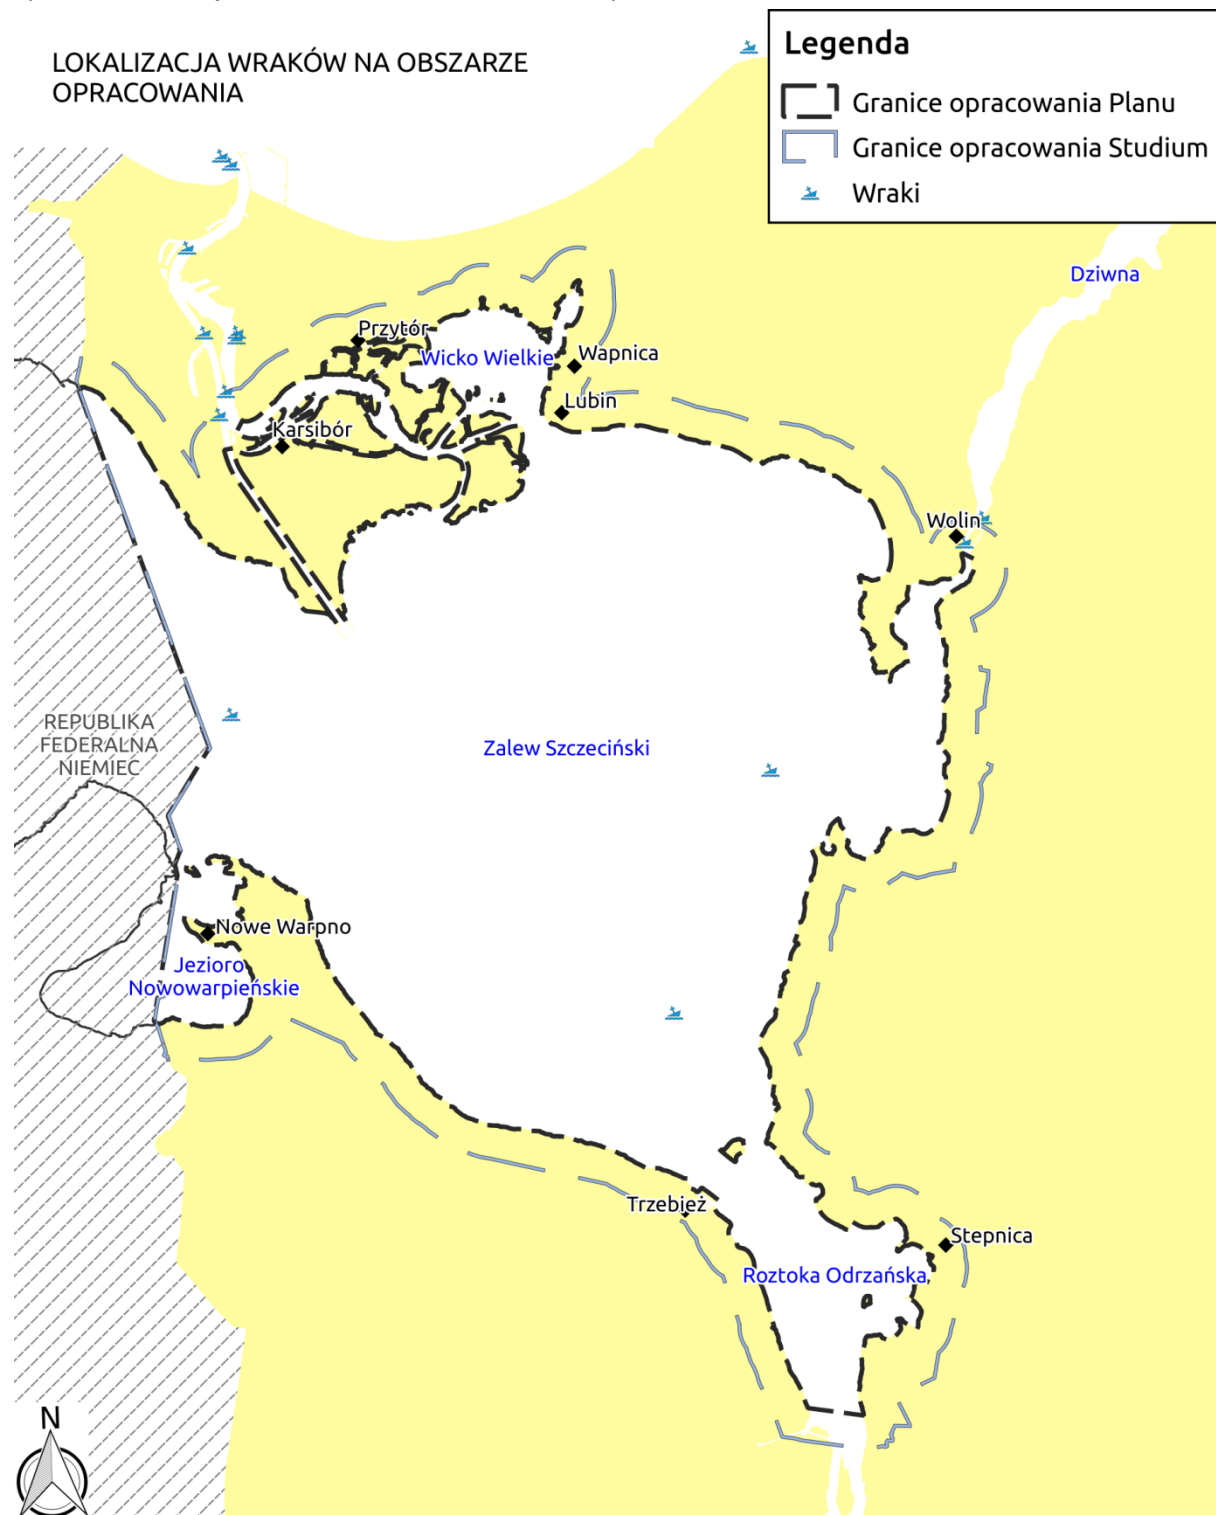 LOKALIZACJA WRAKÓW NA OBSZARZE
OPRACOWANIA
Legenda
Granice opracowania Planu
Granice opracowania Studium
Wraki
Dziwna
Przytór
Wicko Wielkie
Wapnica
Lubin
Karsibór
Wolin
REPUBLIKA
FEDERALNA
NIEMIEC
Zalew Szczeciński
Nowe Warpno
Jezioro
Nowowarpieńskie
Trzebież
Stepnica
Roztoka Odrzańska
N